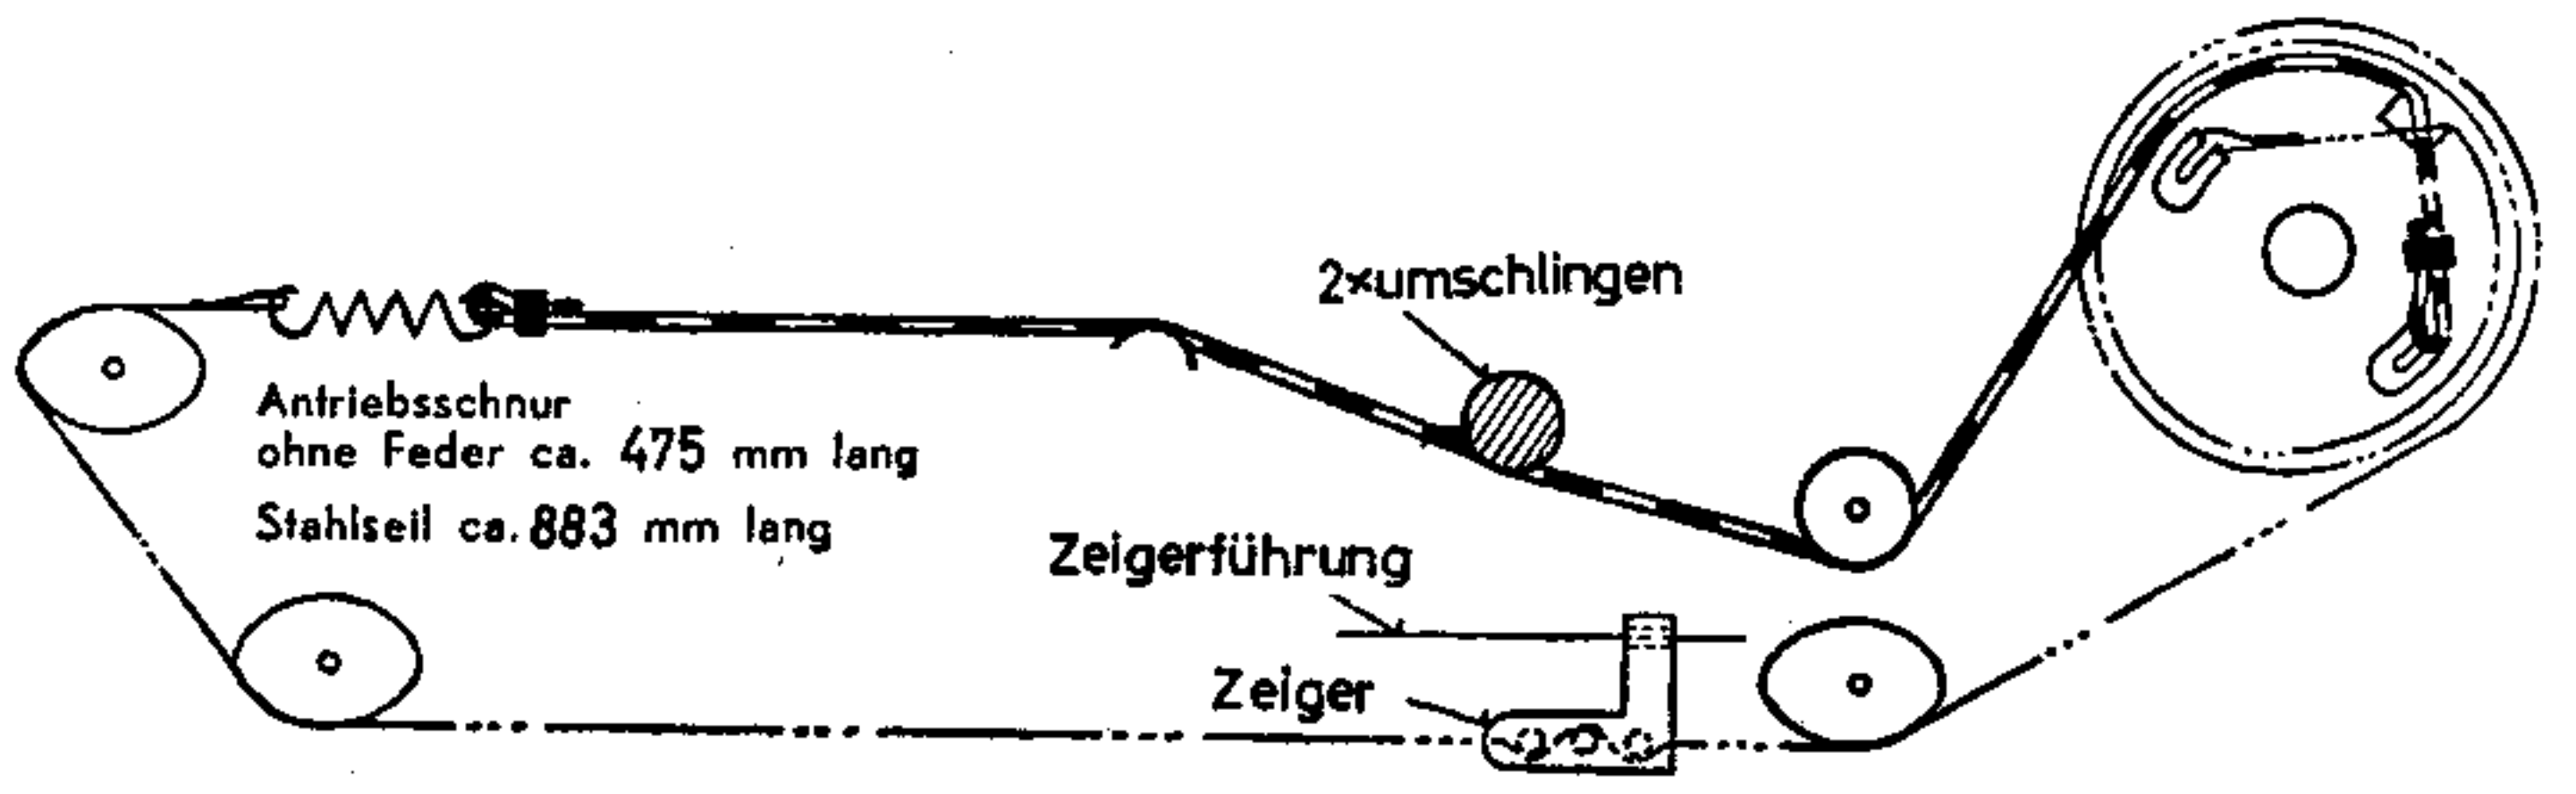 2×umschlingen
Antriebsschnur
ohne Feder ca. 475 mm lang
Stahlseil ca. 883 mm lang
Zeigerführung
Zeiger